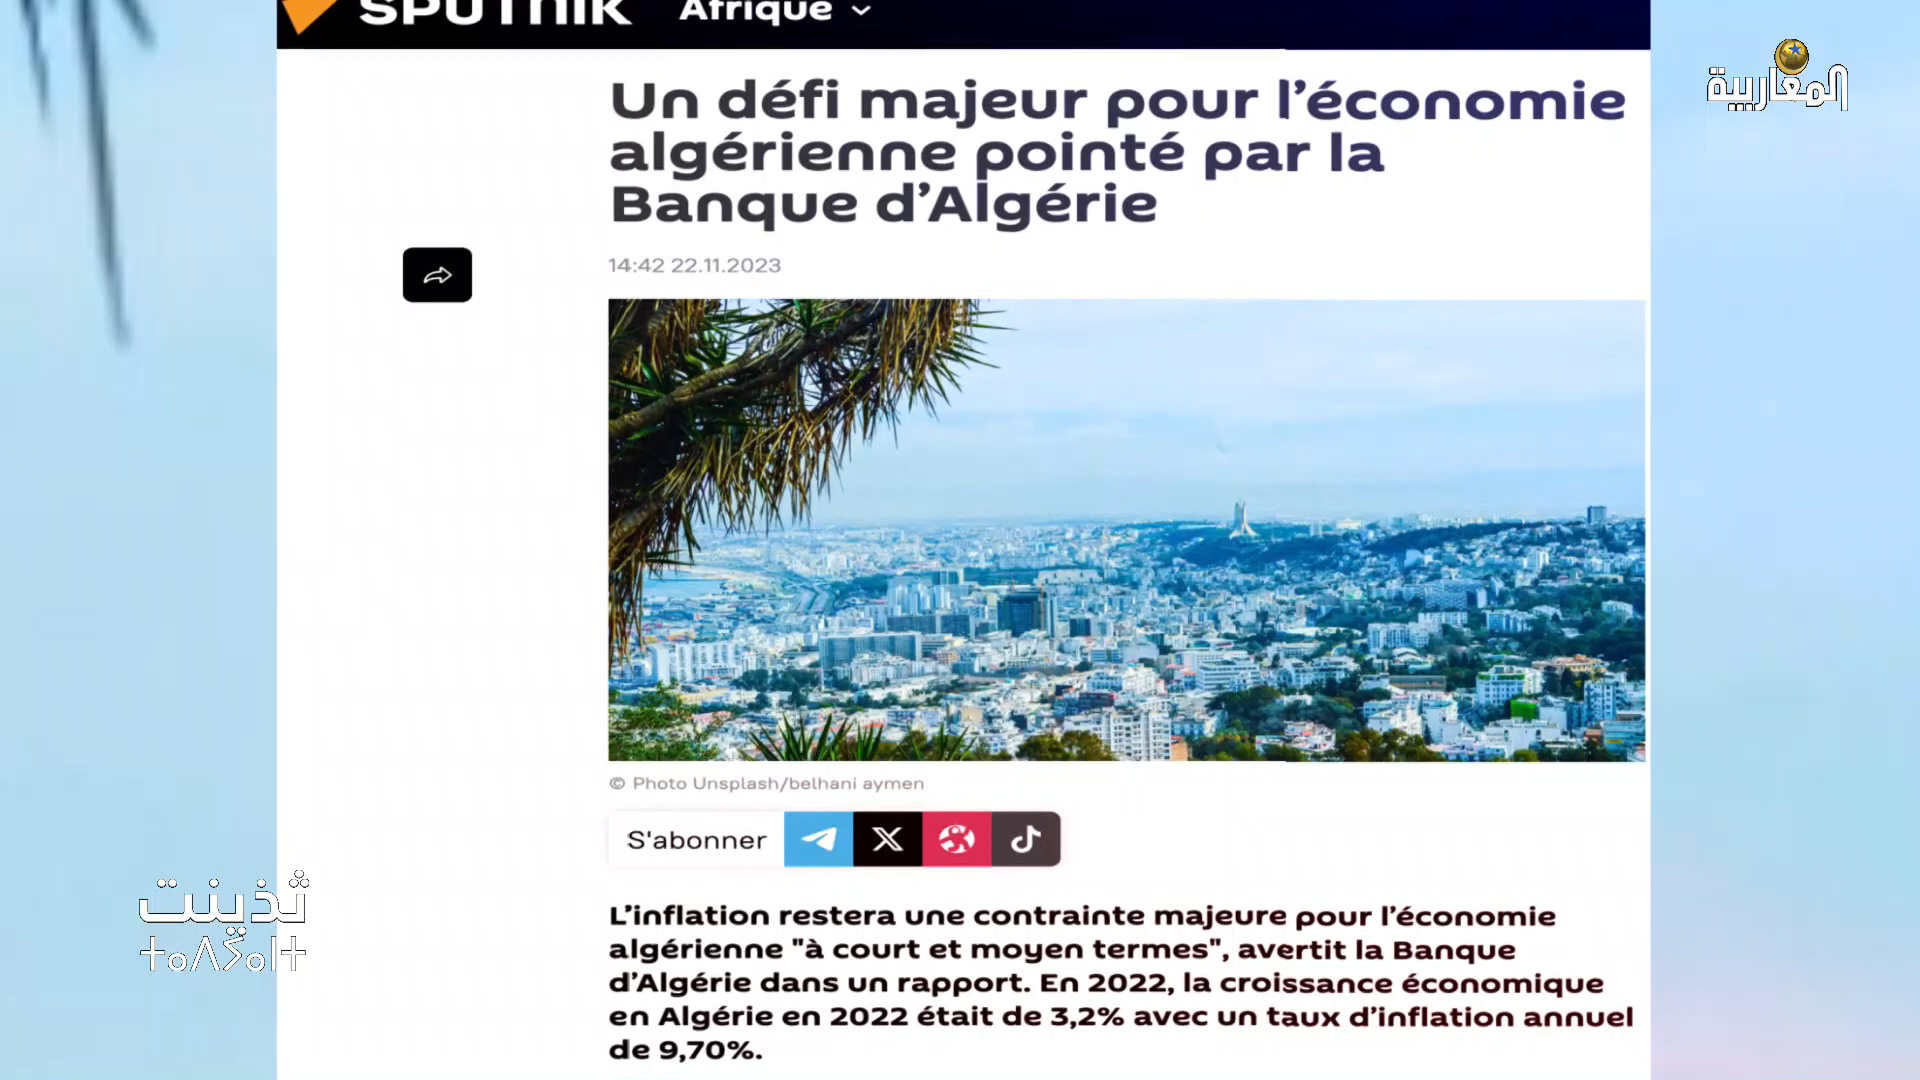 SPUTNIK Afrique
المغاربية
Un défi majeur pour l’économie
algérienne pointé par la
Banque d’Algérie
14:42 22.11.2023
© Photo Unsplash/belhani aymen
S'abonner
L’inflation restera une contrainte majeure pour l’économie
algérienne "à court et moyen termes", avertit la Banque
d’Algérie dans un rapport. En 2022, la croissance économique
en Algérie en 2022 était de 3,2% avec un taux d’inflation annuel
de 9,70%.
ثذينت
ⵜⴰⴷⵢⴰⵏⵜ